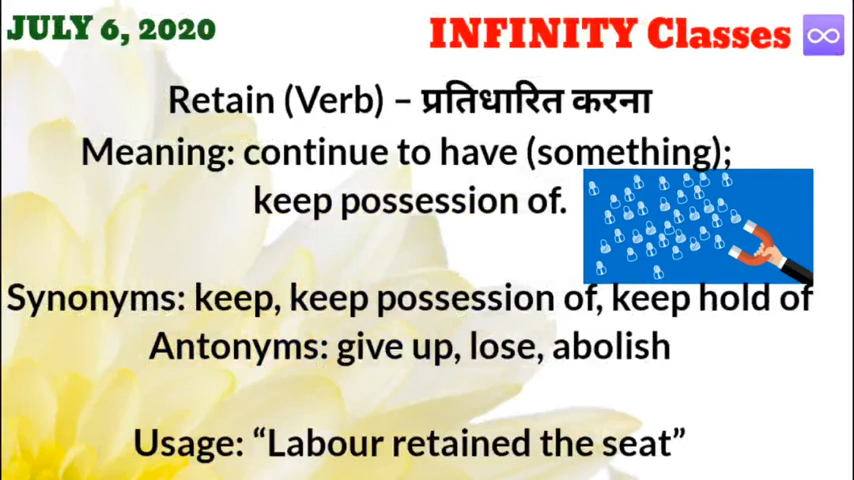 JULY 6, 2020
INFINITY Classes ♾
Retain (Verb) – प्रतिधारित करना
Meaning: continue to have (something);
keep possession of.
Synonyms: keep, keep possession of, keep hold of
Antonyms: give up, lose, abolish
Usage: “Labour retained the seat”